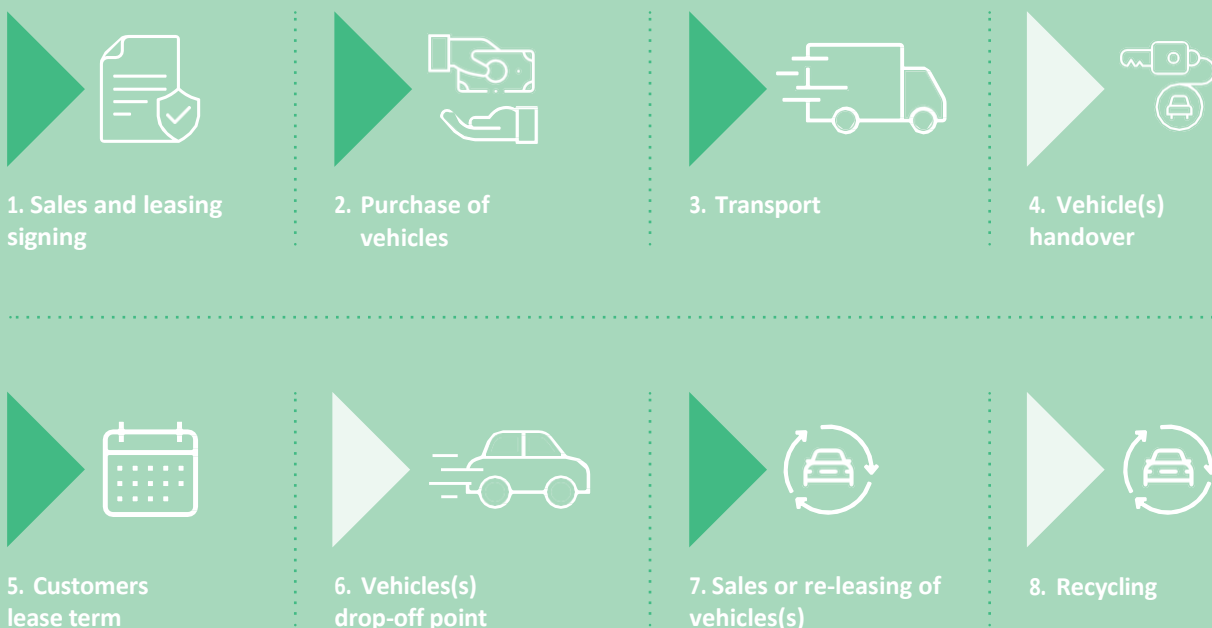 1. Sales and leasing
signing
2. Purchase of
vehicles
3. Transport
4. Vehicle(s)
handover
5. Customers
lease term
6. Vehicles(s)
drop-off point
7. Sales or re-leasing of
vehicles(s)
8. Recycling